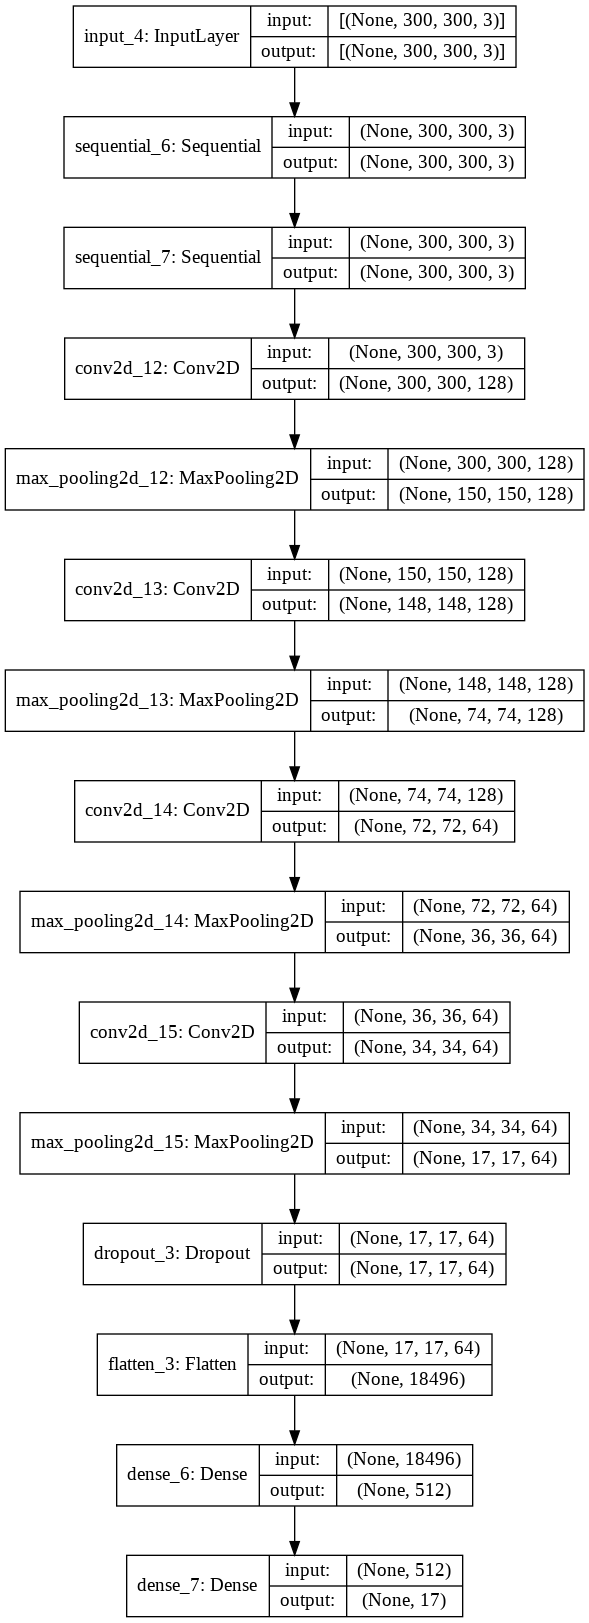 input_4: InputLayer
input:
[(None, 300, 300, 3)]
output:
[(None, 300, 300, 3)]
sequential_6: Sequential
input:
(None, 300, 300, 3)
output:
(None, 300, 300, 3)
sequential_7: Sequential
input:
(None, 300, 300, 3)
output:
(None, 300, 300, 3)
conv2d_12: Conv2D
input:
(None, 300, 300, 3)
output:
(None, 300, 300, 128)
max_pooling2d_12: MaxPooling2D
input:
(None, 300, 300, 128)
output:
(None, 150, 150, 128)
conv2d_13: Conv2D
input:
(None, 150, 150, 128)
output:
(None, 148, 148, 128)
max_pooling2d_13: MaxPooling2D
input:
(None, 148, 148, 128)
output:
(None, 74, 74, 128)
conv2d_14: Conv2D
input:
(None, 74, 74, 128)
output:
(None, 72, 72, 64)
max_pooling2d_14: MaxPooling2D
input:
(None, 72, 72, 64)
output:
(None, 36, 36, 64)
conv2d_15: Conv2D
input:
(None, 36, 36, 64)
output:
(None, 34, 34, 64)
max_pooling2d_15: MaxPooling2D
input:
(None, 34, 34, 64)
output:
(None, 17, 17, 64)
dropout_3: Dropout
input:
(None, 17, 17, 64)
output:
(None, 17, 17, 64)
flatten_3: Flatten
input:
(None, 17, 17, 64)
output:
(None, 18496)
dense_6: Dense
input:
(None, 18496)
output:
(None, 512)
dense_7: Dense
input:
(None, 512)
output:
(None, 17)